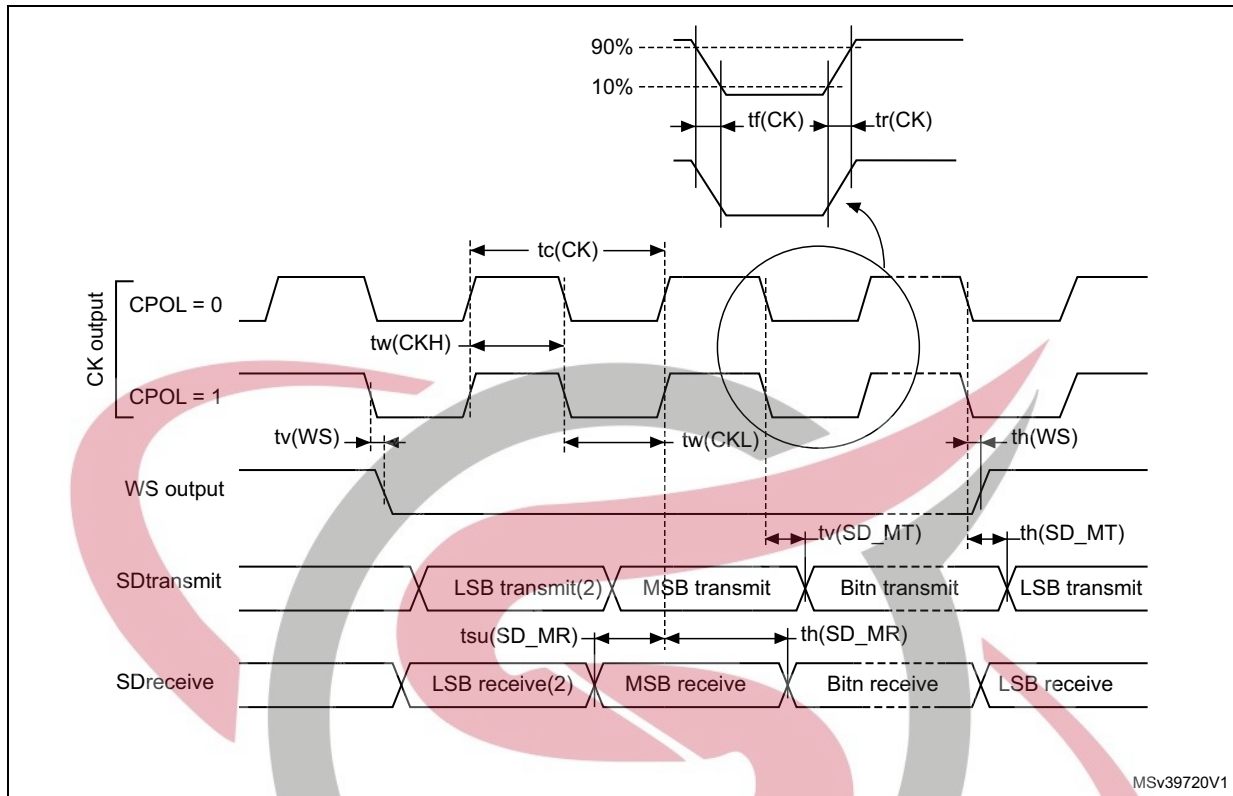 90%
10%
tf(CK)
tr(CK)
tc(CK)
CK output
CPOL = 0
tw(CKH)
CPOL = 1
tv(WS)
tw(CKL)
th(WS)
WS output
tv(SD_MT)
th(SD_MT)
SDtransmit
LSB transmit(2)
MSB transmit
Bitn transmit
LSB transmit
tsu(SD_MR)
th(SD_MR)
SDreceive
LSB receive(2)
MSB receive
Bitn receive
LSB receive
MSv39720V1